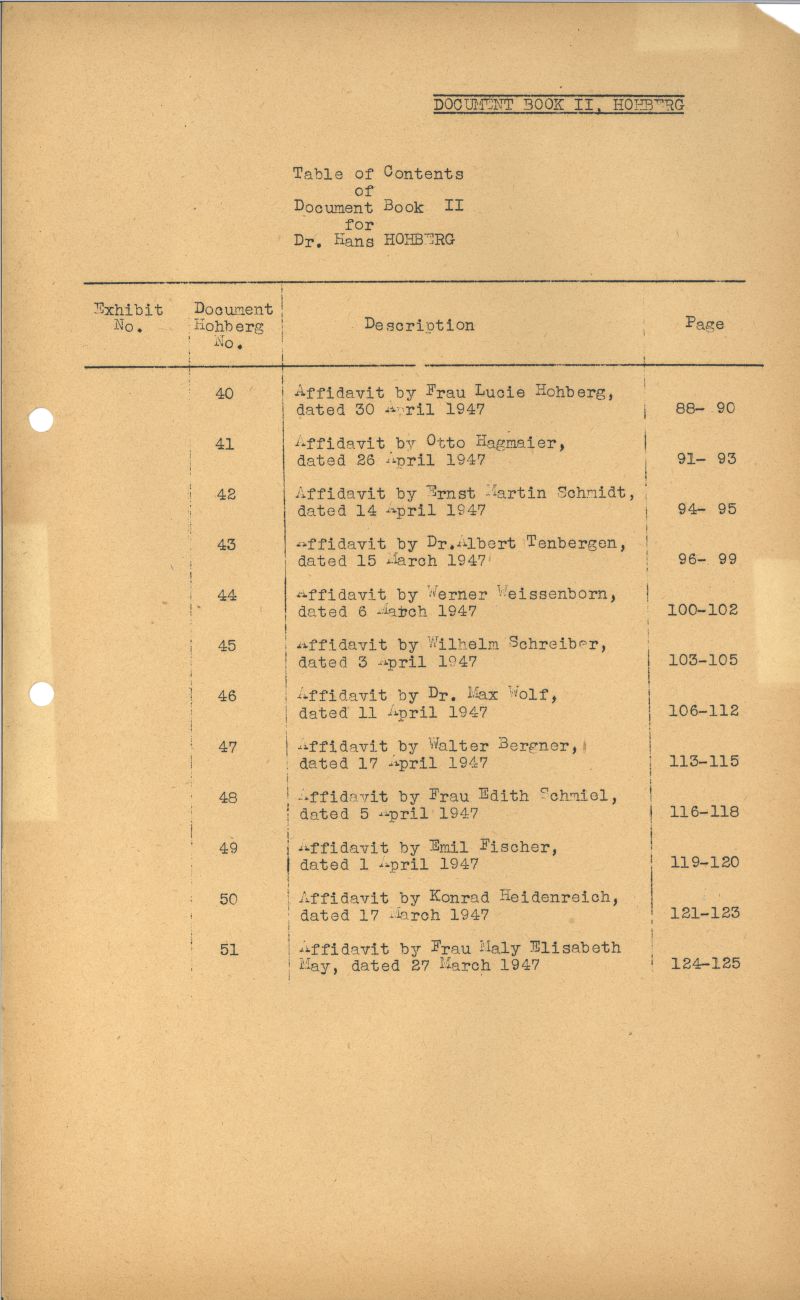 DOCUMENT BOOK II, HOHBERG
Table of Contents
of
Document Book II
for
Dr. Hans HOHBERG
Exhibit No. Document Hohberg No. Description Page
40 Affidavit by Frau Lucie Hohberg,
dated 30 April 1947 88- 90
41 Affidavit by Otto Hagmaier,
dated 26 April 1947 91- 93
42 Affidavit by Ernst Martin Schmidt,
dated 14 April 1947 94- 95
43 Affidavit by Dr.Albert Tenbergen,
dated 15 March 1947 96- 99
44 Affidavit by Werner Weissenborn,
dated 6 March 1947 100-102
45 Affidavit by Wilhelm Schreiber,
dated 3 April 1947 103-105
46 Affidavit by Dr. Max Wolf,
dated 11 April 1947 106-112
47 Affidavit by Walter Bergner,
dated 17 April 1947 113-115
48 Affidavit by Frau Edith Schmiel,
dated 5 April 1947 116-118
49 Affidavit by Emil Fischer,
dated 1 April 1947 119-120
50 Affidavit by Konrad Heidenreich,
dated 17 March 1947 121-123
51 Affidavit by Frau Maly Elisabeth
May, dated 27 March 1947 124-125